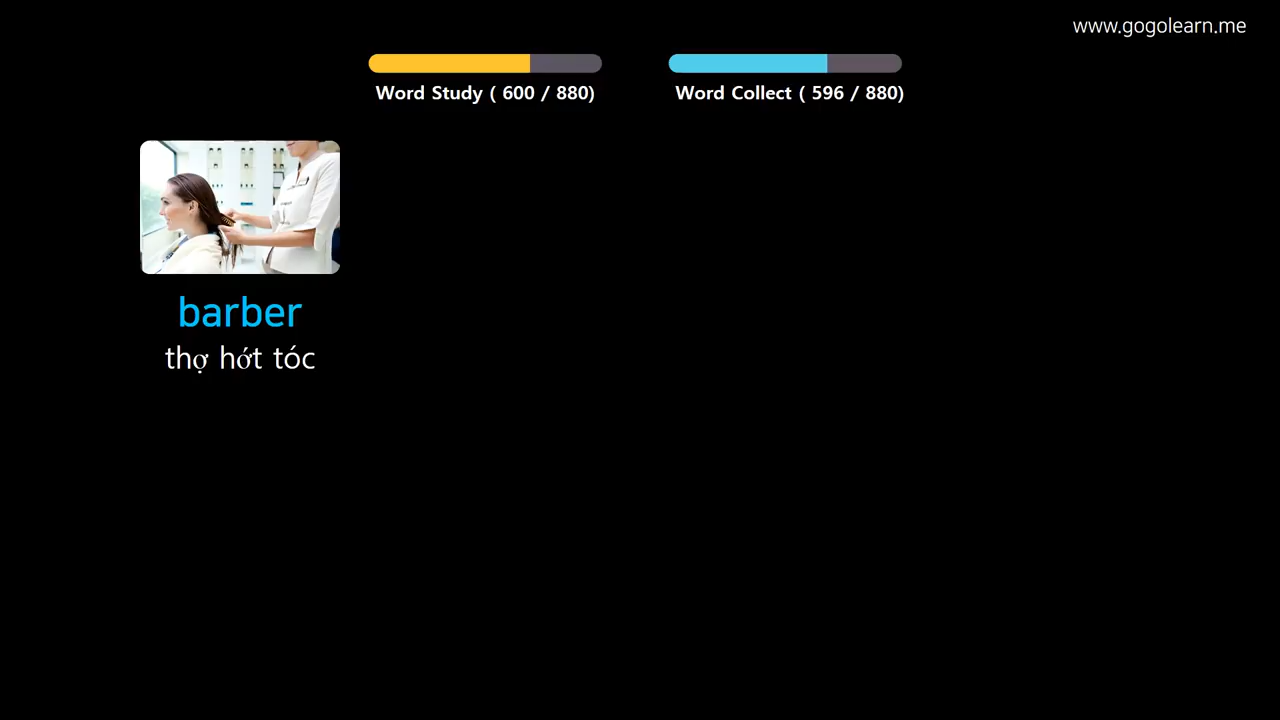 www.gogolearn.me
Word Study ( 600 / 880)
Word Collect ( 596 / 880)
barber
thợ hớt tóc